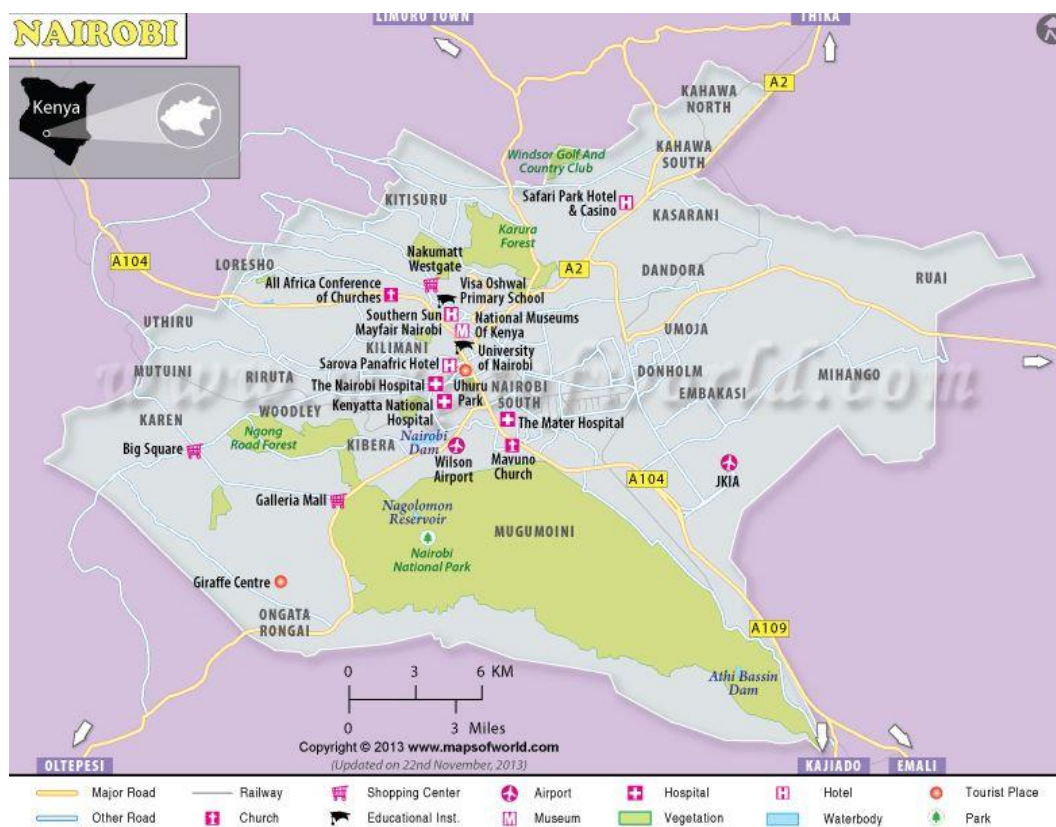 NAIROBI
LIMURU TOWN
THIKA
Kenya
A2
KAHAWA
NORTH
KAHAWA
SOUTH
Windsor Golf And
Country Club
Safari Park Hotel
& Casino
KASARANI
KITISURU
Karura
Forest
Nakumatt
Westgate
A104
LORESHO
A2
DANDORA
RUAI
All Africa Conference
of Churches
Visa Oshwal
Primary School
Southern Sun
Mayfair Nairobi
National Museums
Of Kenya
UTHIRU
UMOJA
KILIMANI
University
of Nairobi
Sarova Panafric Hotel
MUTUINI
RIRUTA
The Nairobi Hospital
Uhuru
Park
NAIROBI
SOUTH
DONHOLM
EMBAKASI
MIHANGO
www.mapsofworld.com
KAREN
WOODLEY
Kenyatta National
Hospital
The Mater Hospital
Ngong
Road Forest
KIBERA
Nairobi
Dam
Big Square
Wilson
Airport
Mavuno
Church
A104
JKIA
Galleria Mall
Nagolomon
Reservoir
MUGUMOINI
Nairobi
National Park
Giraffe Centre
ONGATA
RONGAI
A109
Athi Bassin
Dam
0 3 6 KM
0 3 Miles
Copyright © 2013 www.mapsofworld.com
(Updated on 22nd November, 2013)
OLTEPESI
KAJIADO
EMALI
Major Road
Railway
Shopping Center
Airport
Hospital
Hotel
Tourist Place
Other Road
Church
Educational Inst.
Museum
Vegetation
Waterbody
Park